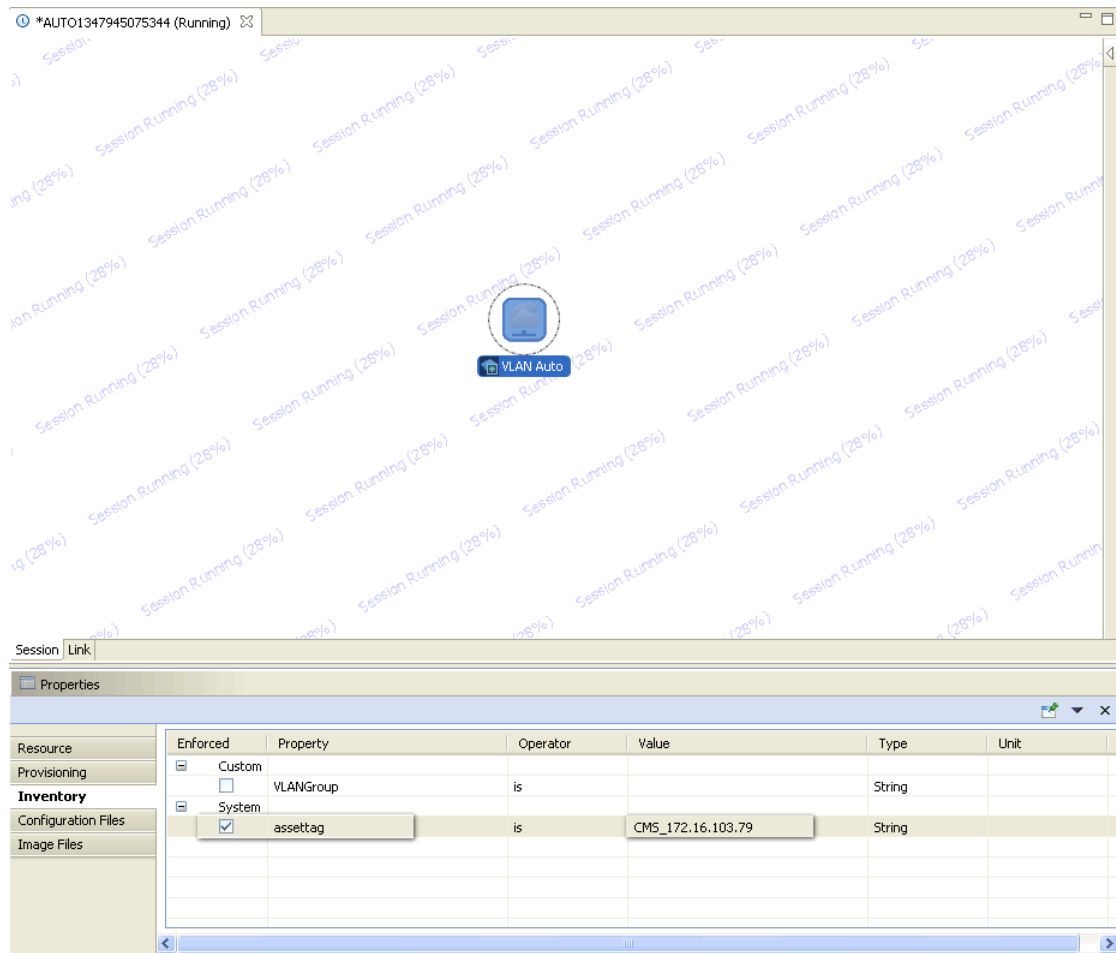 *AUTO1347945075344 (Running)
Session Running (28%)
VLAN Auto
Session Link
Properties
Enforced Property Operator Value Type Unit
Resource
Custom
Provisioning
VLANGroup is String
Inventory
System
Configuration Files
assettag is CMS_172.16.103.79 String
Image Files